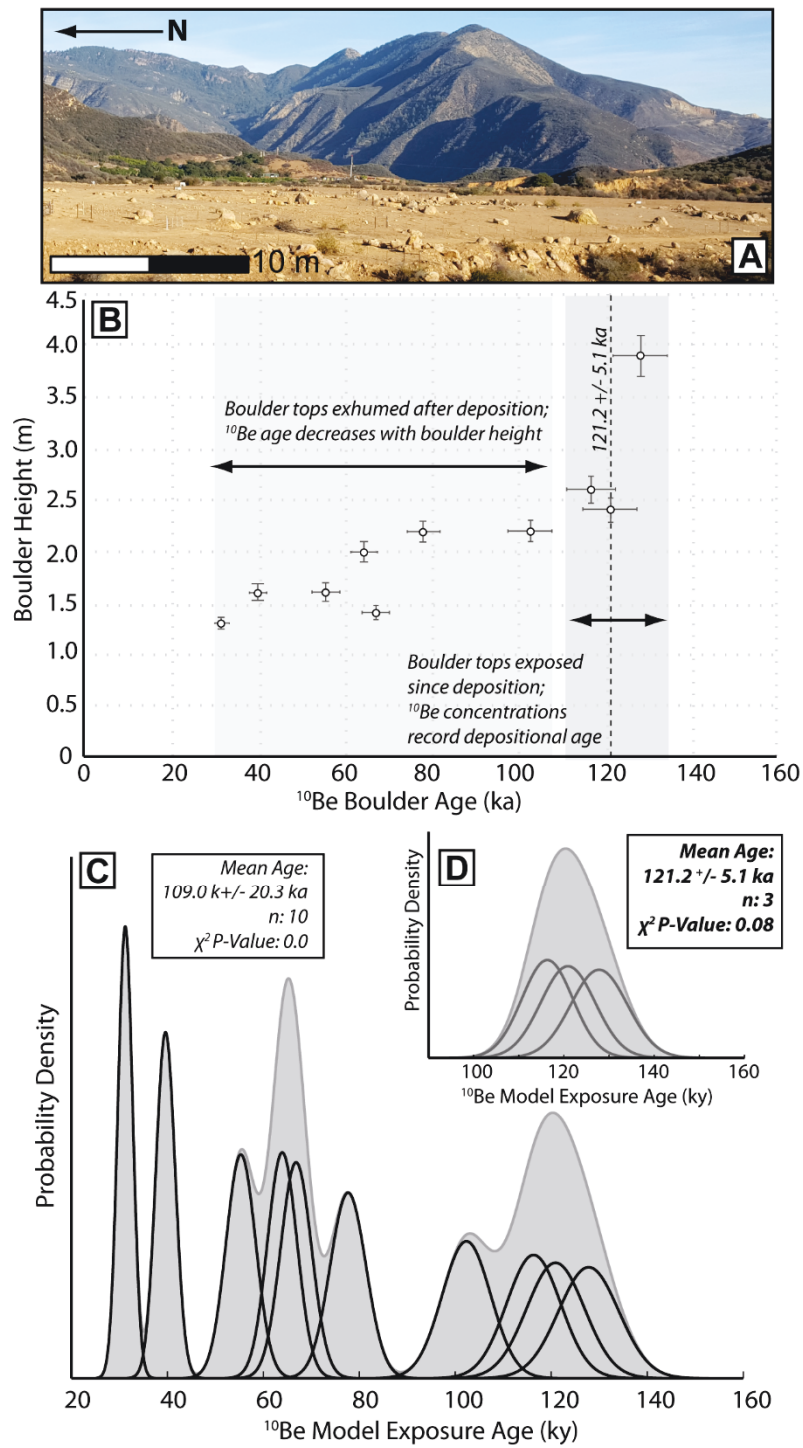 N
10 m
A
B
4.5
4.0
3.5
3.0
2.5
2.0
1.5
1.0
0.5
0
Boulder Height (m)
Boulder tops exhumed after deposition;
¹⁰Be age decreases with boulder height
121.2 +/- 5.1 ka
Boulder tops exposed
since deposition;
¹⁰Be concentrations
record depositional age
0 20 40 60 80 100 120 140 160
¹⁰Be Boulder Age (ka)
C
Mean Age:
109.0 k+/- 20.3 ka
n: 10
χ² P-Value: 0.0
Probability Density
20 40 60 80 100 120 140 160
¹⁰Be Model Exposure Age (ky)
D
Mean Age:
121.2 +/- 5.1 ka
n: 3
χ² P-Value: 0.08
Probability Density
100 120 140 160
¹⁰Be Model Exposure Age (ky)